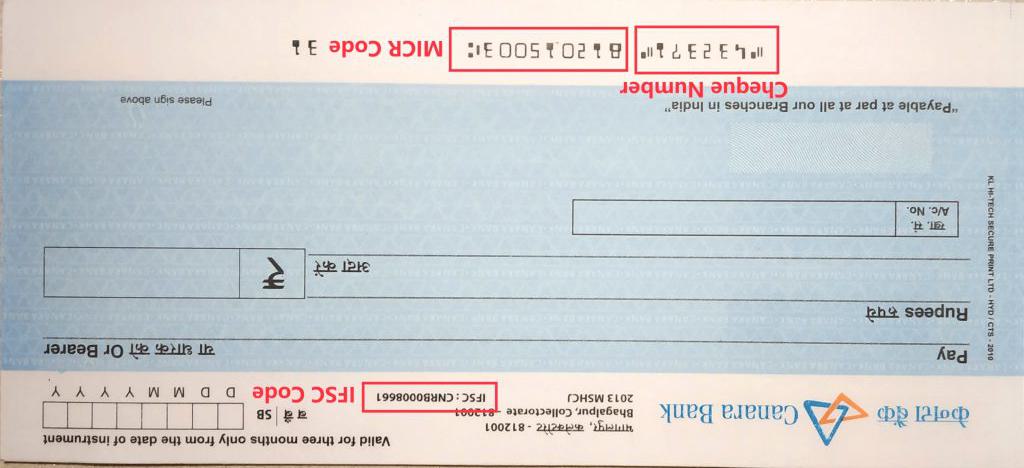 केनरा बैंक Canara Bank
भागलपुर, कलेक्टोरेट - 812001
Bhagalpur, Collectorate - 812001
2013 MSHCJ
IFSC : CNRB0008661
IFSC Code
Valid for three months only from the date of instrument
ब बैं SB
D D M M Y Y Y Y
Pay
या धारक को Or Bearer
Rupees रुपये
अदा करें
₹
खा. सं.
A/c. No.
KL HI-TECH SECURE PRINT LTD - HYD / CTS - 2010
"Payable at par at all our Branches in India"
Please sign above
Cheque Number
812015003
MICR Code
31